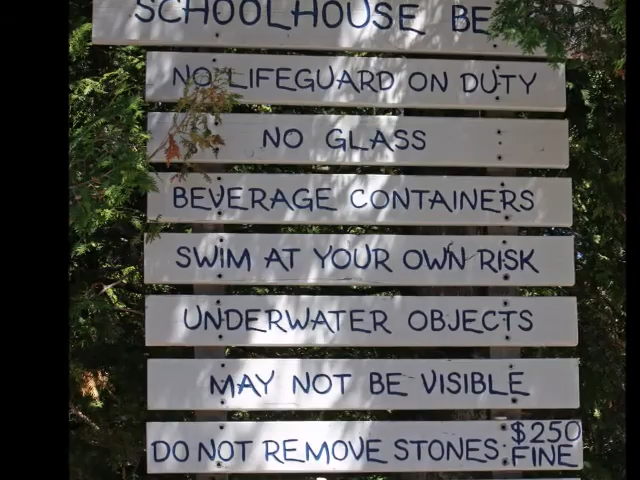 SCHOOLHOUSE
NO LIFEGUARD ON DUTY
NO GLASS
BEVERAGE CONTAINERS
SWIM AT YOUR OWN RISK
UNDERWATER OBJECTS
MAY NOT BE VISIBLE
DO NOT REMOVE STONES: $250 FINE